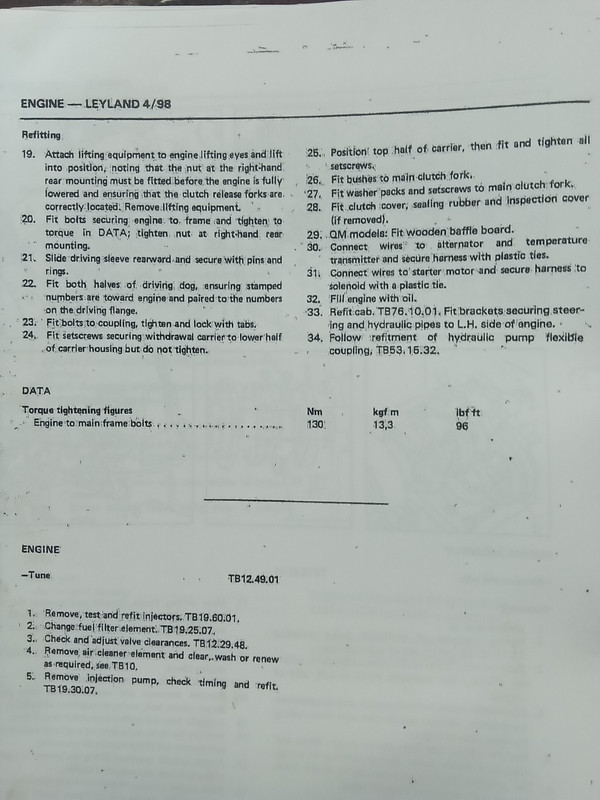 ENGINE — LEYLAND 4/98
Refitting
19. Attach lifting equipment to engine lifting eyes and lift
into position, noting that the nut at the right-hand
rear mounting must be fitted before the engine is fully
lowered and ensuring that the clutch release forks are
correctly located. Remove lifting equipment.
20. Fit bolts securing engine to frame and tighten to
torque in DATA; tighten nut at right-hand rear
mounting.
21. Slide driving sleeve rearward and secure with pins and
rings.
22. Fit both halves of driving dog, ensuring stamped
numbers are toward engine and paired to the numbers
on the driving flange.
23. Fit bolts to coupling, tighten and lock with tabs.
24. Fit setscrews securing withdrawal carrier to lower half
of carrier housing but do not tighten.
25. Position top half of carrier, then fit and tighten all
setscrews.
26. Fit bushes to main clutch fork.
27. Fit washer packs and setscrews to main clutch fork.
28. Fit clutch cover, sealing rubber and inspection cover
(if removed).
29. QM models: Fit wooden baffle board.
30. Connect wires to alternator and temperature
transmitter and secure harness with plastic ties.
31. Connect wires to starter motor and secure harness to
solenoid with a plastic tie.
32. Fill engine with oil.
33. Refit cab. TB76.10.01. Fit brackets securing steer-
ing and hydraulic pipes to L.H. side of engine.
34. Follow refitment of hydraulic pump flexible
coupling, TB53.15.32.
DATA
Torque tightening figures Nm kgf m lbf ft
Engine to main frame bolts . . . . . . . . . . . . . . . . . . . . . 130 13,3 96
ENGINE
—Tune TB12.49.01
1. Remove, test and refit injectors. TB19.60.01.
2. Change fuel filter element. TB19.25.07.
3. Check and adjust valve clearances. TB12.29.48.
4. Remove air cleaner element and clear, wash or renew
as required, see TB10.
5. Remove injection pump, check timing and refit.
TB19.30.07.